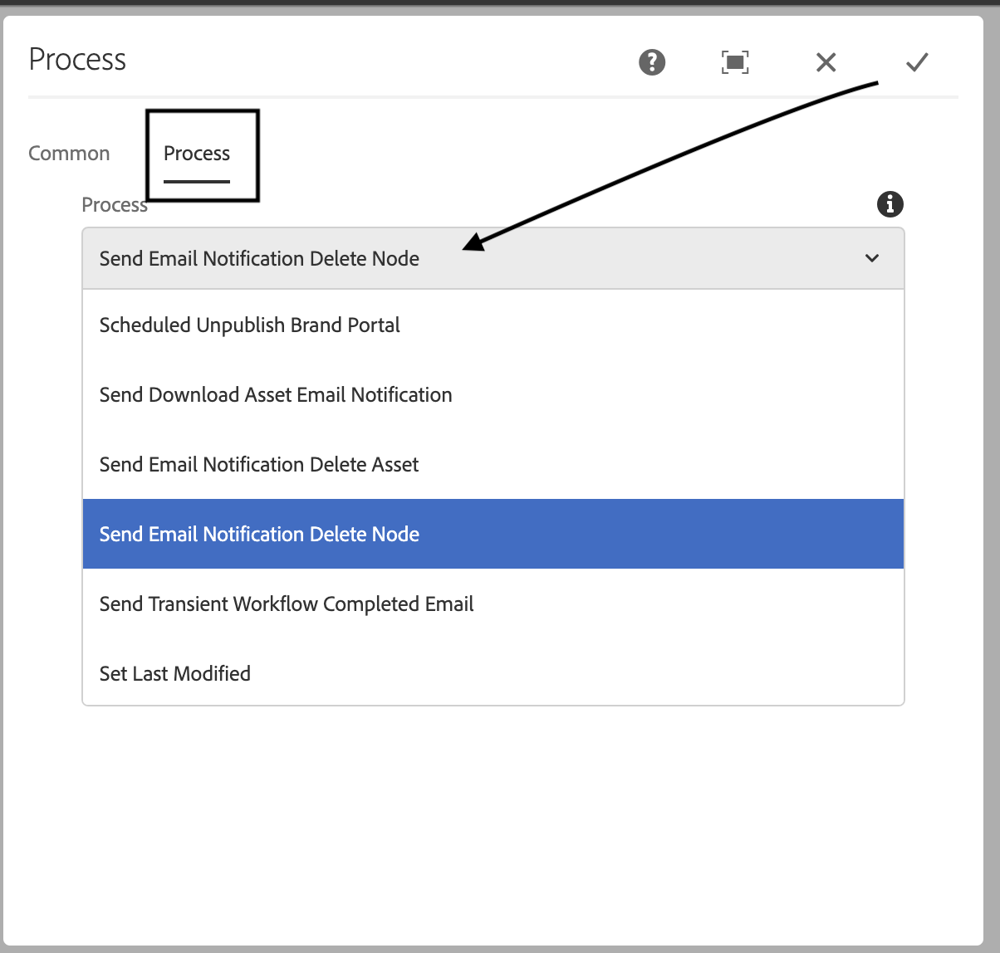 Process
Common
Process
Process
Send Email Notification Delete Node
Scheduled Unpublish Brand Portal
Send Download Asset Email Notification
Send Email Notification Delete Asset
Send Email Notification Delete Node
Send Transient Workflow Completed Email
Set Last Modified